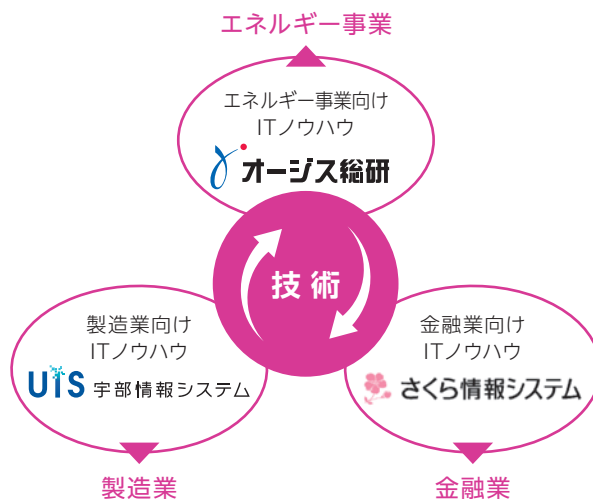 エネルギー事業
エネルギー事業向け
ITノウハウ
オージス総研
技術
製造業向け
ITノウハウ
UIS 宇部情報システム
金融業向け
ITノウハウ
さくら情報システム
製造業
金融業